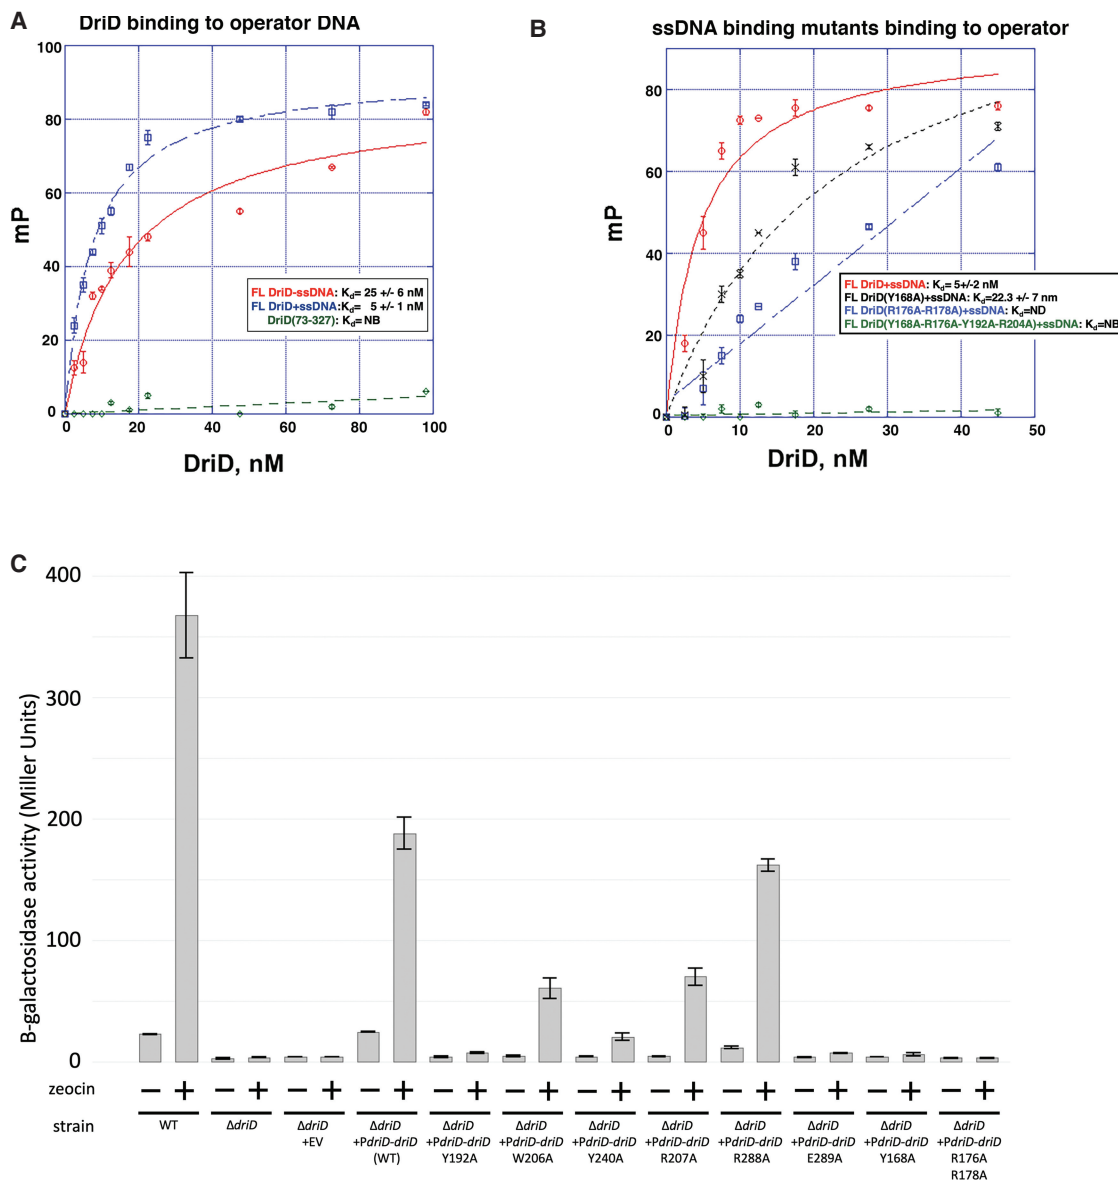 A
DriD binding to operator DNA
100
80
60
40
20
0
mP
0 20 40 60 80 100
DriD, nM
FL DriD-ssDNA: Kd= 25 +/- 6 nM
FL DriD+ssDNA:Kd= 5 +/- 1 nM
DriD(73-327): Kd=NB
B
ssDNA binding mutants binding to operator
80
60
40
20
0
mP
0 10 20 30 40 50
DriD, nM
FL DriD+ssDNA: Kd= 5+/-2 nM
FL DriD(Y168A)+ssDNA: Kd=22.3 +/- 7 nm
FL DriD(R176A-R178A)+ssDNA: Kd=ND
FL DriD(Y168A-R176A-Y192A-R204A)+ssDNA: Kd=NB
C
B-galactosidase activity (Miller Units)
400
300
200
100
0
zeocin − + − + − + − + − + − + − + − + − + − + − + − +
strain
WT
ΔdriD
ΔdriD
+EV
ΔdriD
+PdriD-driD
(WT)
ΔdriD
+PdriD-driD
Y192A
ΔdriD
+PdriD-driD
W206A
ΔdriD
+PdriD-driD
Y240A
ΔdriD
+PdriD-driD
R207A
ΔdriD
+PdriD-driD
R288A
ΔdriD
+PdriD-driD
E289A
ΔdriD
+PdriD-driD
Y168A
ΔdriD
+PdriD-driD
R176A
R178A